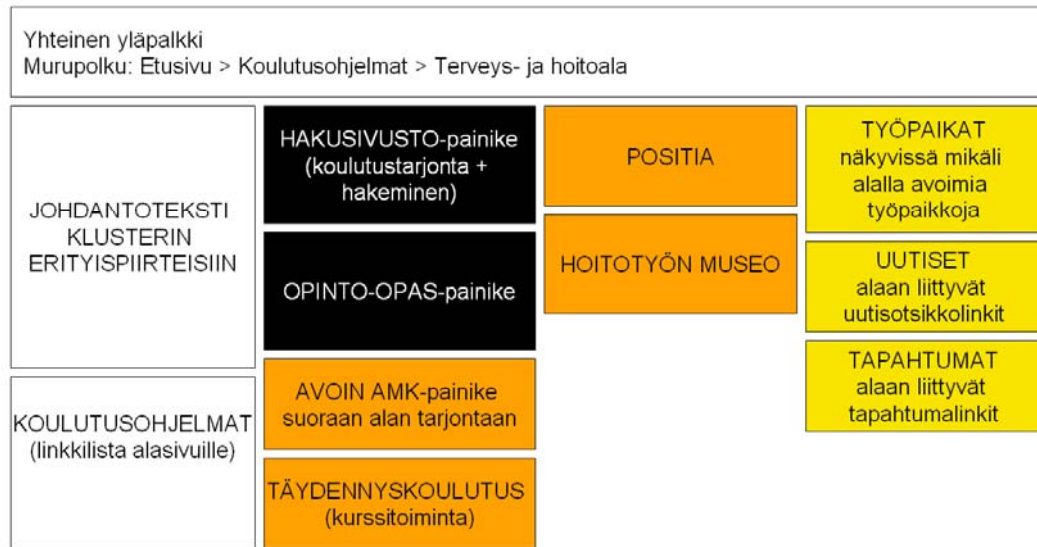 Yhteinen yläpalkki
Murupolku: Etusivu > Koulutusohjelmat > Terveys- ja hoitoala
JOHDANTOTEKSTI
KLUSTERIN
ERITYISPIIRTEISIIN
KOULUTUSOHJELMAT
(linkkilista alasivuille)
HAKUSIVUSTO-painike
(koulutustarjonta +
hakeminen)
OPINTO-OPAS-painike
AVOIN AMK-painike
suoraan alan tarjontaan
TÄYDENNYSKOULUTUS
(kurssitoiminta)
POSITIA
HOITOTYÖN MUSEO
TYÖPAIKAT
näkyvissä mikäli
alalla avoimia
työpaikkoja
UUTISET
alaan liittyvät
uutisotsikkolinkit
TAPAHTUMAT
alaan liittyvät
tapahtumalinkit